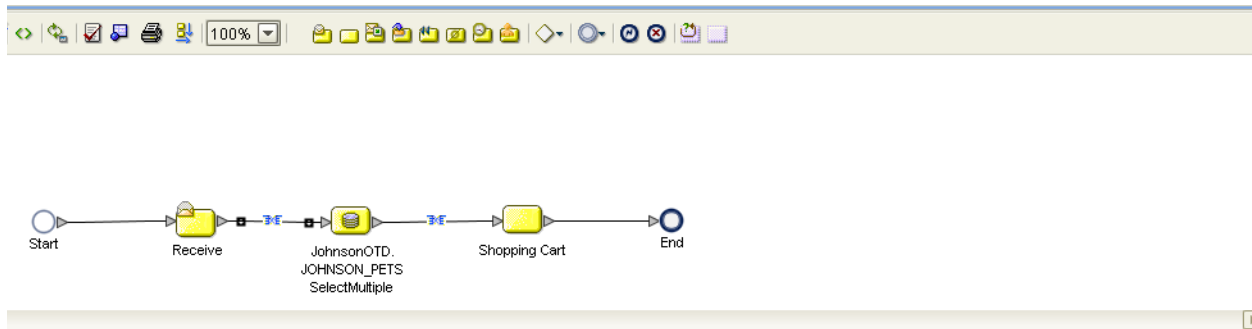 100%
Start
Receive
JohnsonOTD.
JOHNSON_PETS
SelectMultiple
Shopping Cart
End